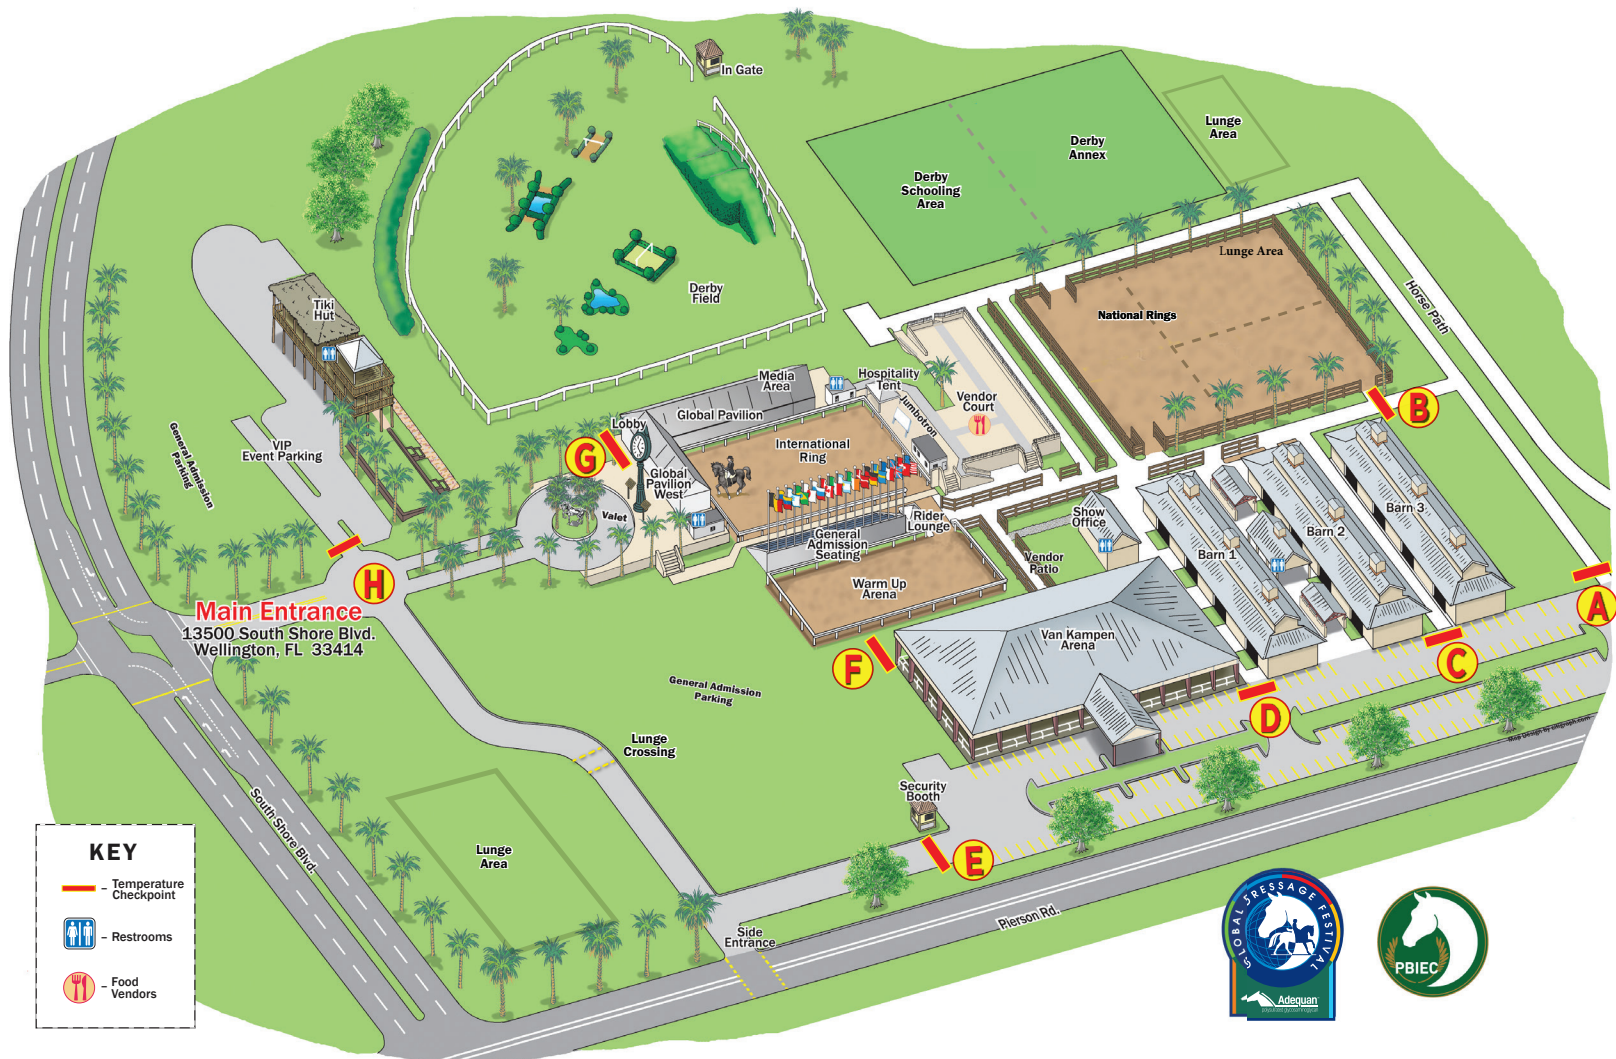 In Gate
Lunge
Area
Derby
Annex
Derby
Schooling
Area
Lunge Area
National Rings
Horse Path
Derby
Field
Tiki
Hut
General Admission
Parking
VIP
Event Parking
Media
Area
Global Pavilion
Lobby
Hospitality
Tent
Jumbotron
Vendor
Court
International
Ring
Global
Pavilion
West
Valet
General
Admission
Seating
Rider
Lounge
Show
Office
Vendor
Patio
Warm Up
Arena
Barn 1
Barn 2
Barn 3
Van Kampen
Arena
B
G
H
A
F
C
D
E
Main Entrance
13500 South Shore Blvd.
Wellington, FL 33414
General Admission
Parking
Lunge
Crossing
Security
Booth
Map Design by snigraph.com
South Shore Blvd.
Lunge
Area
Side
Entrance
Pierson Rd.
KEY
– Temperature
Checkpoint
– Restrooms
– Food
Vendors
GLOBAL DRESSAGE FESTIVAL
Adequan
PBIEC